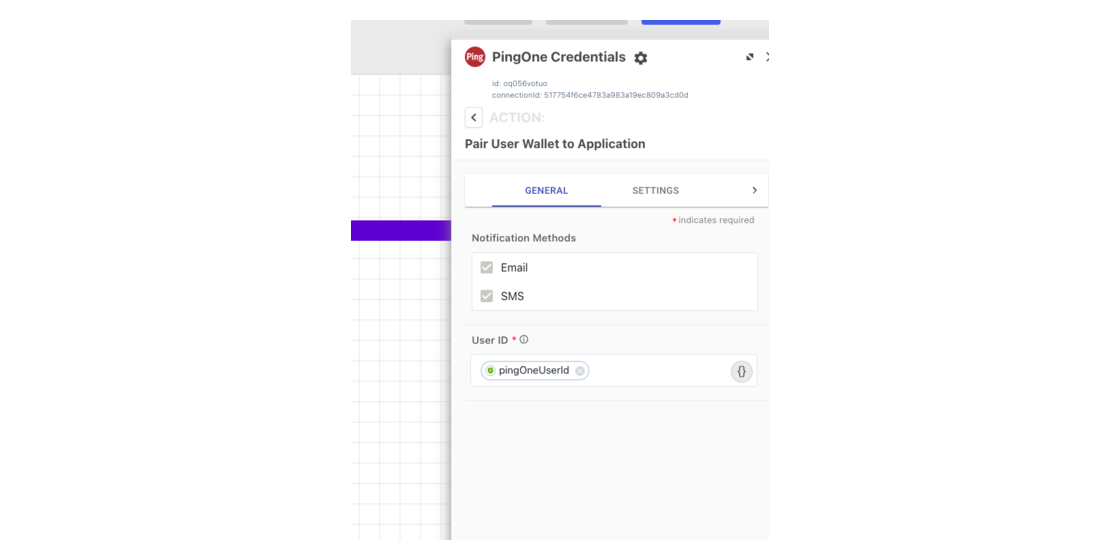 Ping PingOne Credentials
id: oq056votuo
connectionId: 517754f6ce4783a983a19ec809a3cd0d
ACTION:
Pair User Wallet to Application
GENERAL SETTINGS
* indicates required
Notification Methods
Email
SMS
User ID *
pingOneUserId {}